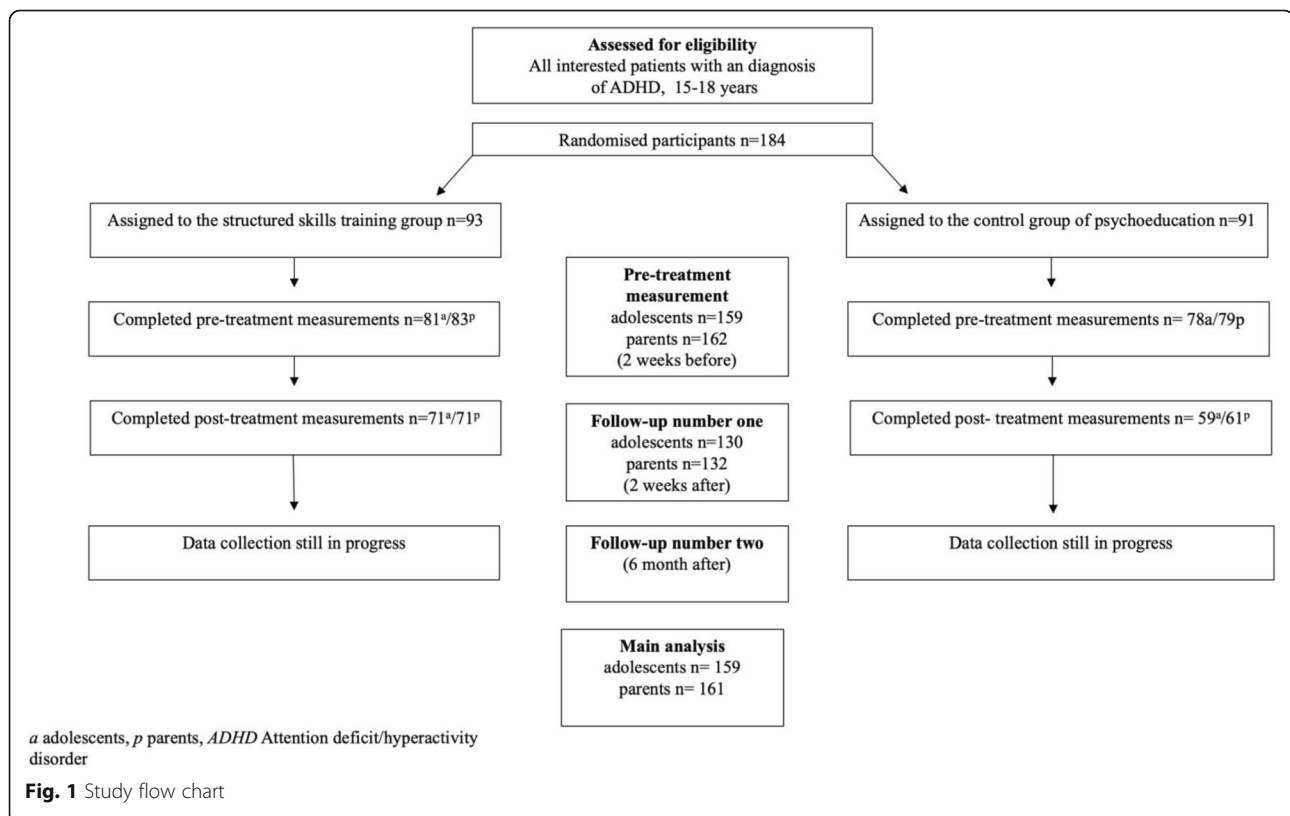 Assessed for eligibility
All interested patients with an diagnosis
of ADHD, 15-18 years
Randomised participants n=184
Assigned to the structured skills training group n=93
Assigned to the control group of psychoeducation n=91
Pre-treatment
measurement
adolescents n=159
parents n=162
(2 weeks before)
Completed pre-treatment measurements n=81ᵃ/83ᵖ
Completed pre-treatment measurements n= 78a/79p
Completed post-treatment measurements n=71ᵃ/71ᵖ
Follow-up number one
adolescents n=130
parents n=132
(2 weeks after)
Completed post- treatment measurements n= 59ᵃ/61ᵖ
Data collection still in progress
Follow-up number two
(6 month after)
Data collection still in progress
Main analysis
adolescents n= 159
parents n= 161
a adolescents, p parents, ADHD Attention deficit/hyperactivity
disorder
Fig. 1 Study flow chart